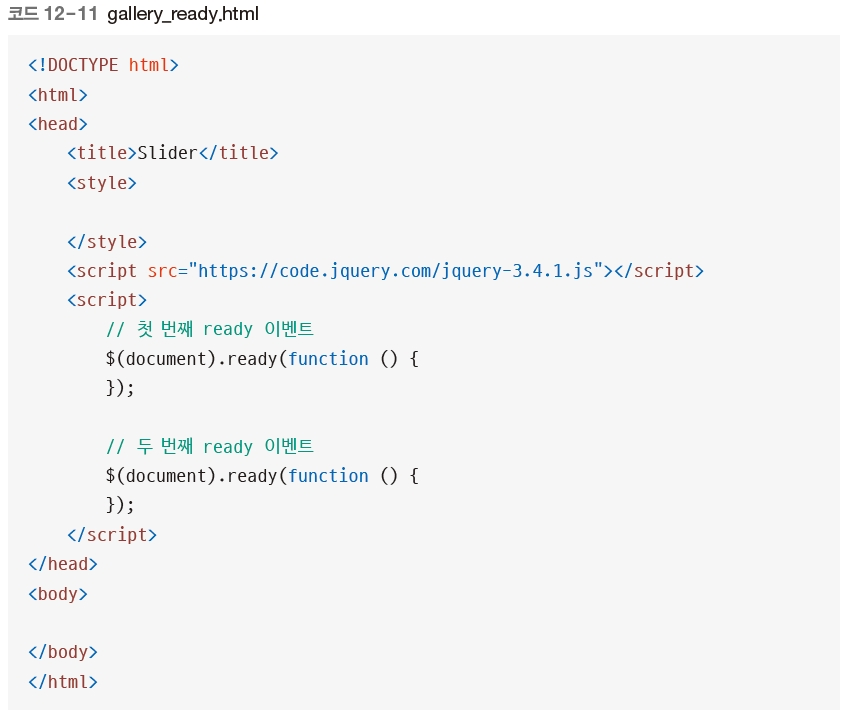 코드 12-11 gallery_ready.html
<!DOCTYPE html>
<html>
<head>
    <title>Slider</title>
    <style>

    </style>
    <script src="https://code.jquery.com/jquery-3.4.1.js"></script>
    <script>
        // 첫 번째 ready 이벤트
        $(document).ready(function () {
        });

        // 두 번째 ready 이벤트
        $(document).ready(function () {
        });
    </script>
</head>
<body>

</body>
</html>